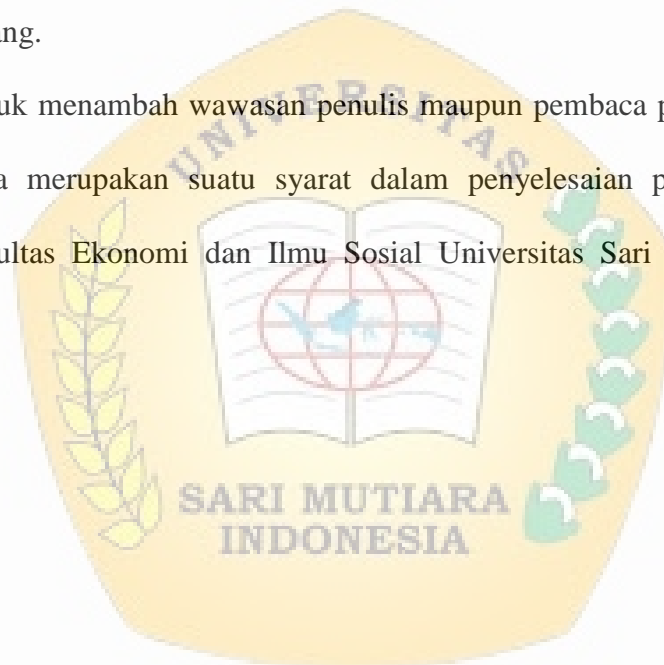 ang.
uk menambah wawasan penulis maupun pembaca p
a merupakan suatu syarat dalam penyelesaian p
ultas Ekonomi dan Ilmu Sosial Universitas Sari
UNIVERSITAS
SARI MUTIARA
INDONESIA